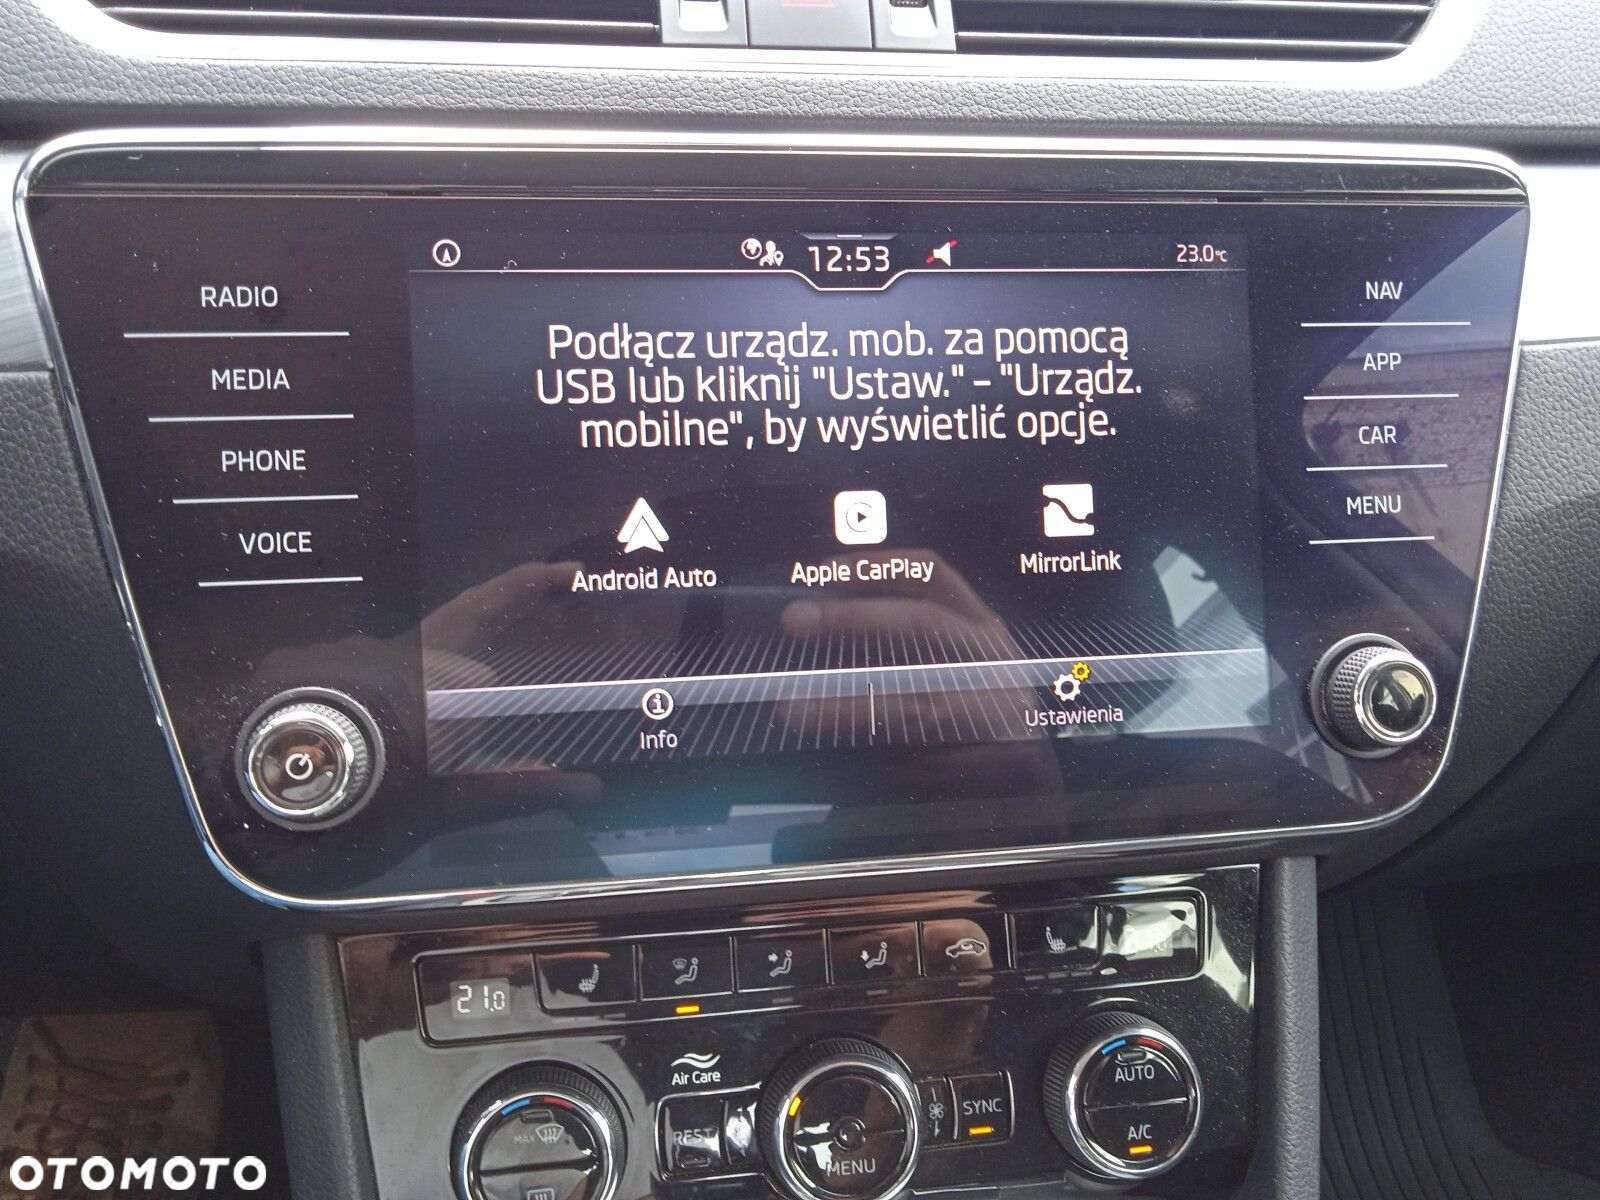 12:53
23.0°C
RADIO
MEDIA
PHONE
VOICE
Podłącz urządz. mob. za pomocą
USB lub kliknij "Ustaw." – "Urządz.
mobilne", by wyświetlić opcje.
Android Auto
Apple CarPlay
MirrorLink
Info
Ustawienia
NAV
APP
CAR
MENU
21.0
Air Care
MAX
REST
MENU
SYNC
AUTO
A/C
OTOMOTO